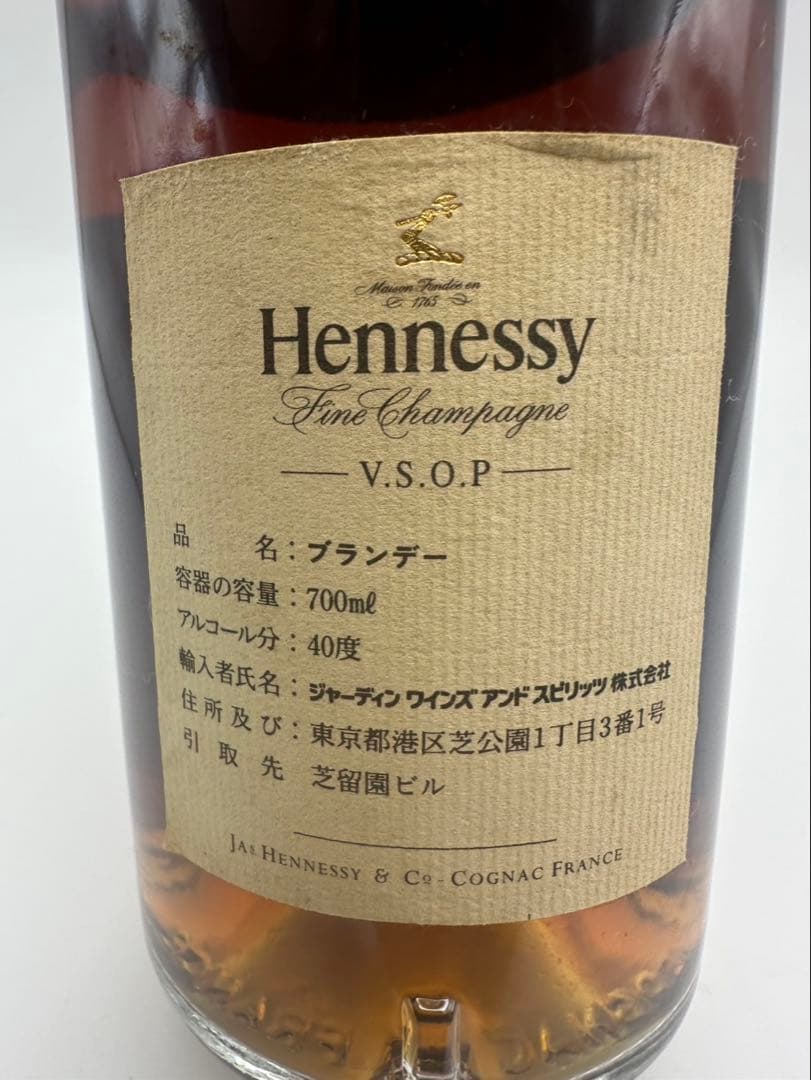 Maison Fondée en
1765
Hennessy
Fine Champagne
V.S.O.P
品名：ブランデー
容器の容量：700mℓ
アルコール分：40度
輸入者氏名：ジャーディン ワインズ アンド スピリッツ 株式会社
住所及び：東京都港区芝公園1丁目3番1号
引取先 芝留園ビル
JAS HENNESSY & Co - COGNAC FRANCE